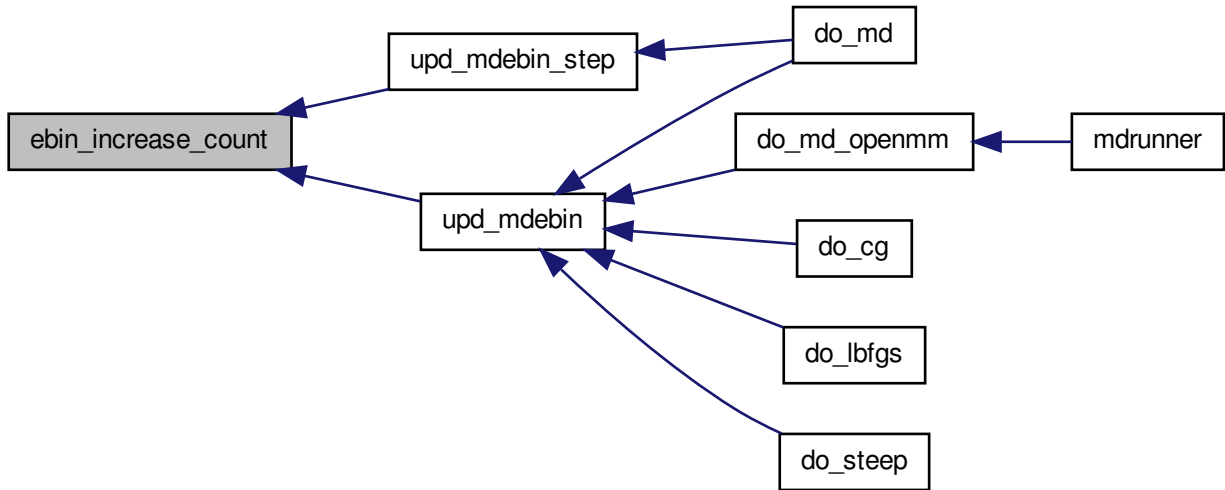 ebin_increase_count
upd_mdebin_step
upd_mdebin
do_md
do_md_openmm
do_cg
do_lbfgs
do_steep
mdrunner